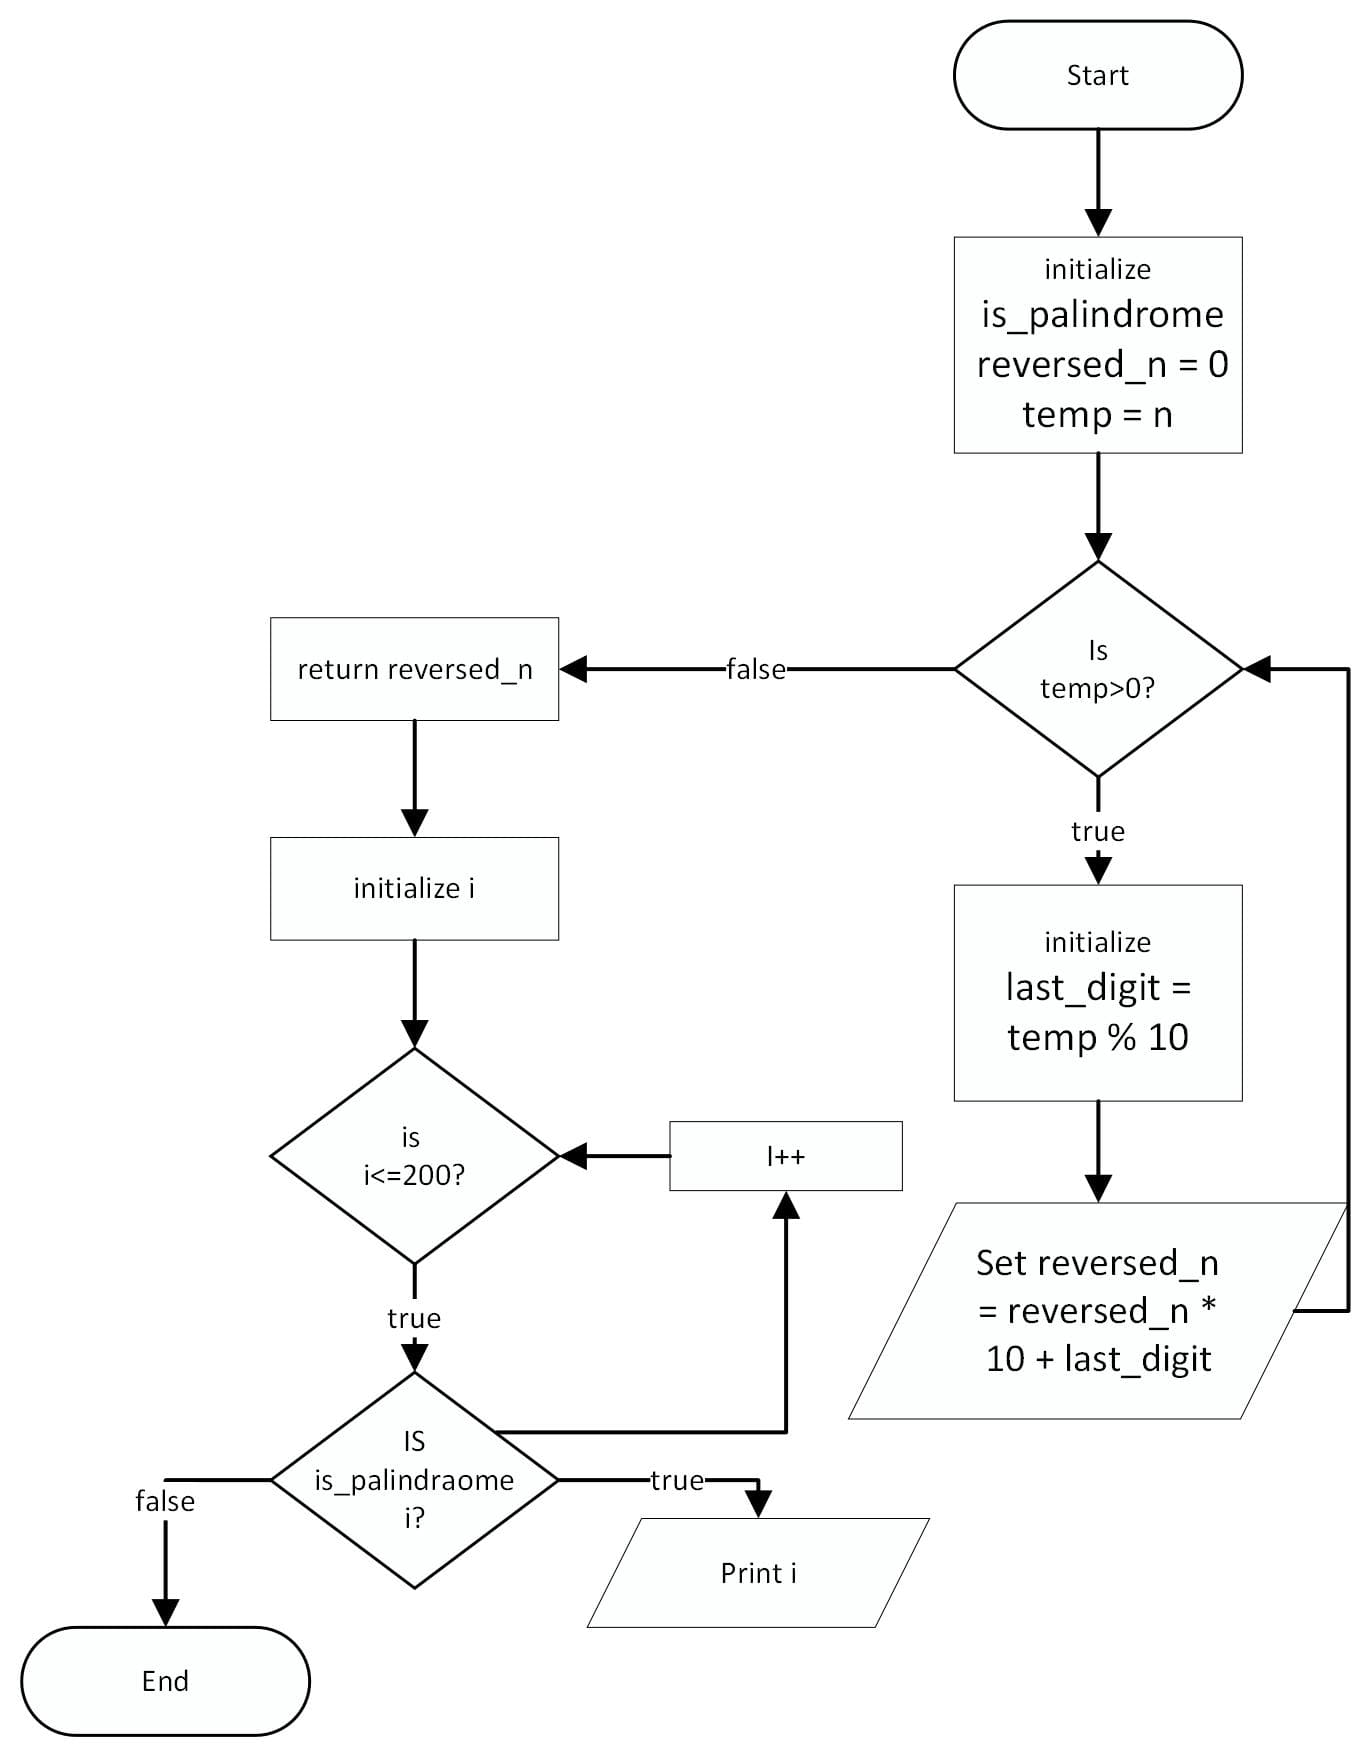 Start
initialize
is_palindrome
reversed_n = 0
temp = n
Is
temp>0?
false
return reversed_n
true
initialize
last_digit =
temp % 10
Set reversed_n
= reversed_n *
10 + last_digit
initialize i
is
i<=200?
I++
true
IS
is_palindraome
i?
true
Print i
false
End